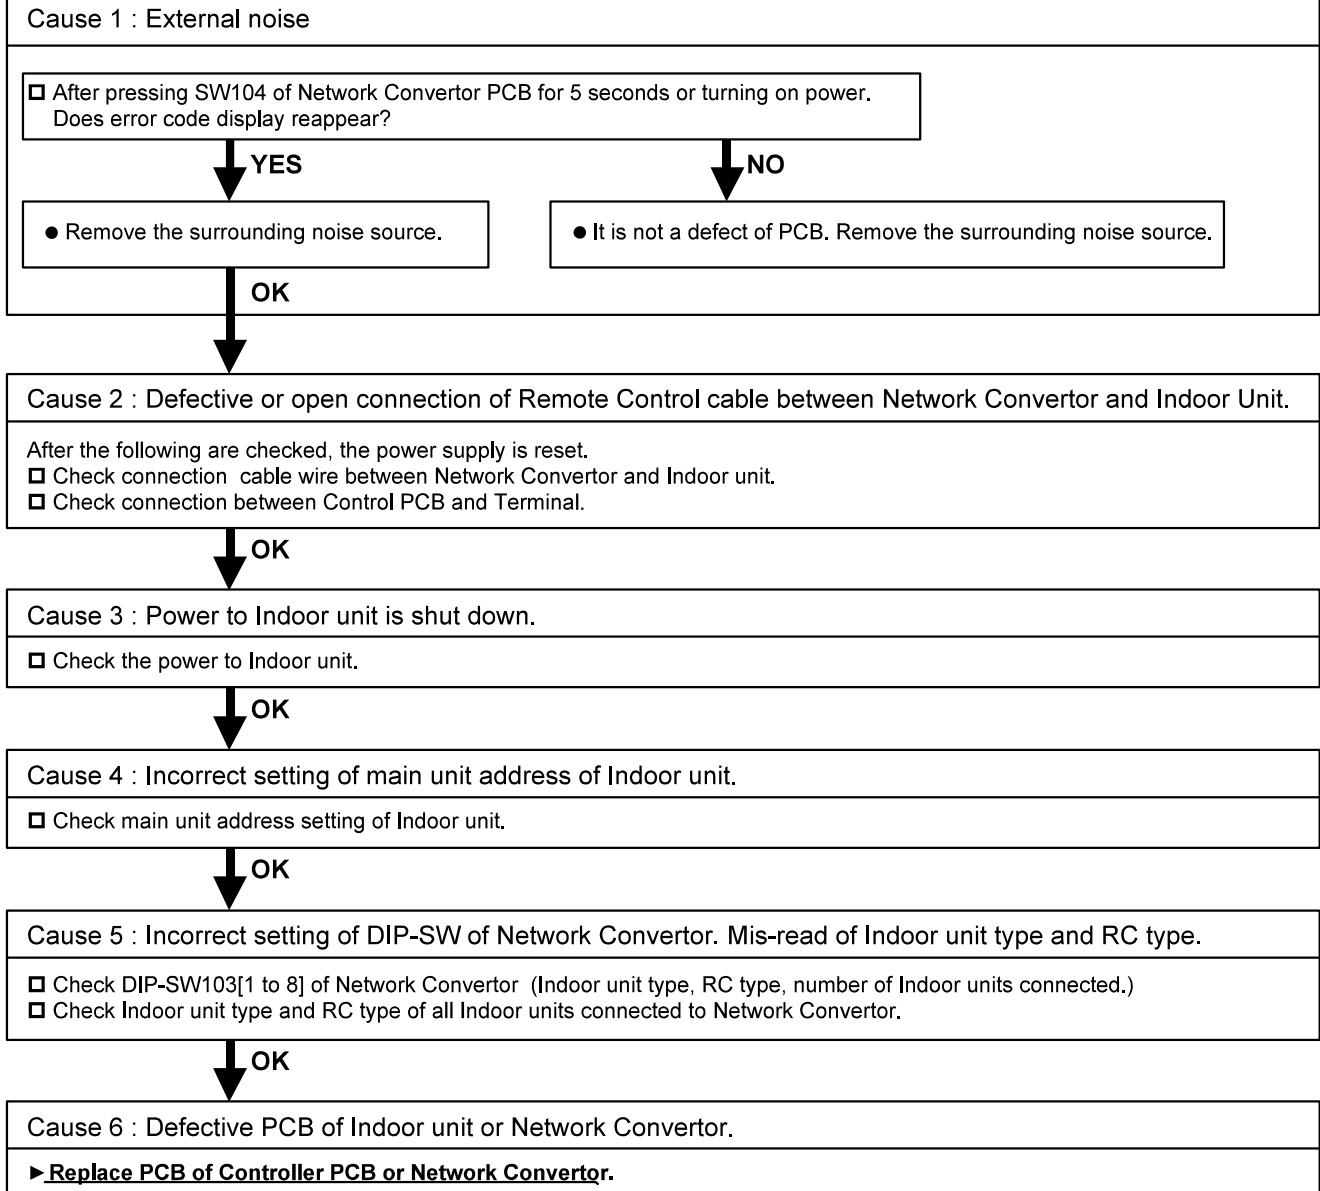 Cause 1 : External noise
After pressing SW104 of Network Convertor PCB for 5 seconds or turning on power.
Does error code display reappear?
YES
NO
● Remove the surrounding noise source.
● It is not a defect of PCB. Remove the surrounding noise source.
OK
Cause 2 : Defective or open connection of Remote Control cable between Network Convertor and Indoor Unit.
After the following are checked, the power supply is reset.
Check connection cable wire between Network Convertor and Indoor unit.
Check connection between Control PCB and Terminal.
OK
Cause 3 : Power to Indoor unit is shut down.
Check the power to Indoor unit.
OK
Cause 4 : Incorrect setting of main unit address of Indoor unit.
Check main unit address setting of Indoor unit.
OK
Cause 5 : Incorrect setting of DIP-SW of Network Convertor. Mis-read of Indoor unit type and RC type.
Check DIP-SW103[1 to 8] of Network Convertor (Indoor unit type, RC type, number of Indoor units connected.)
Check Indoor unit type and RC type of all Indoor units connected to Network Convertor.
OK
Cause 6 : Defective PCB of Indoor unit or Network Convertor.
► Replace PCB of Controller PCB or Network Convertor.